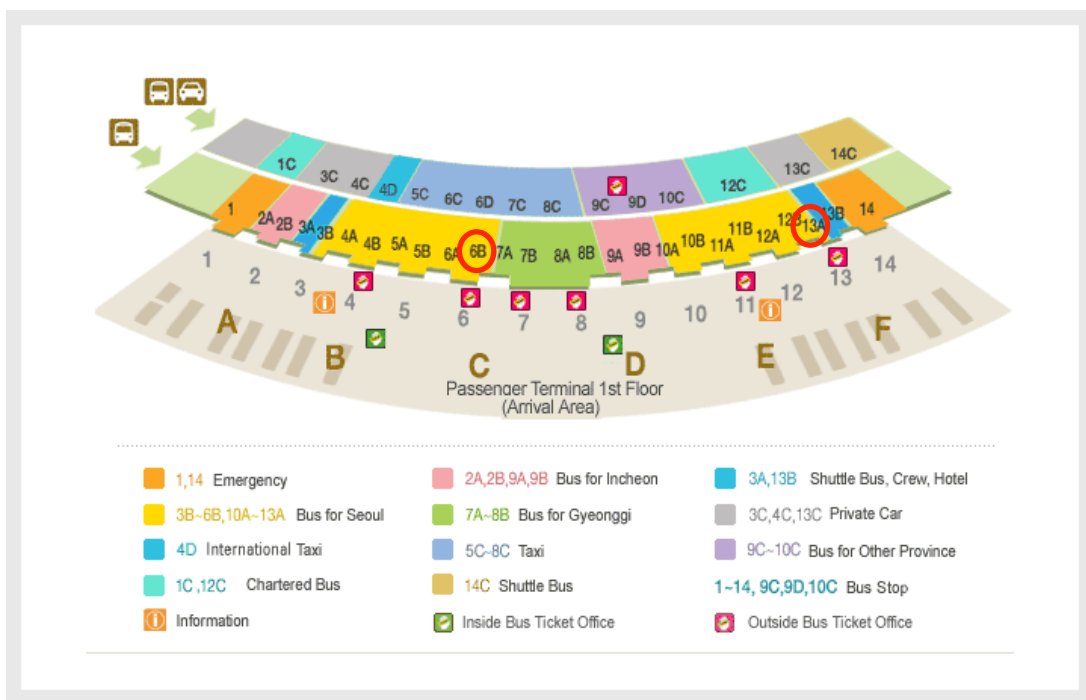 1C 3C 4C 4D 5C 6C 6D 7C 8C 9C 9D 10C 12C 13C 14C
1 2A 2B 3A 3B 4A 4B 5A 5B 6A 6B 7A 7B 8A 8B 9A 9B 10A 10B 11A 11B 12A 12B 13A 13B 14
1 2 3 4 5 6 7 8 9 10 11 12 13 14
A B C D E F
Passenger Terminal 1st Floor
(Arrival Area)
1,14 Emergency
2A,2B,9A,9B Bus for Incheon
3A,13B Shuttle Bus, Crew, Hotel
3B~6B,10A~13A Bus for Seoul
7A~8B Bus for Gyeonggi
3C,4C,13C Private Car
4D International Taxi
5C~8C Taxi
9C~10C Bus for Other Province
1C ,12C Chartered Bus
14C Shuttle Bus
1~14, 9C,9D,10C Bus Stop
Information
Inside Bus Ticket Office
Outside Bus Ticket Office